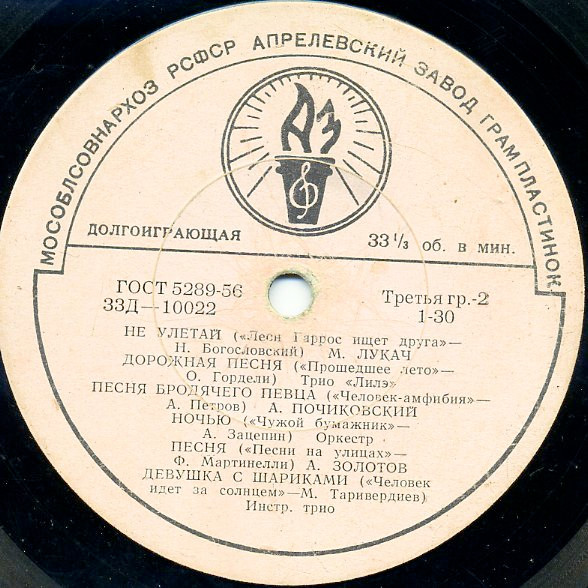 МОСОБЛСОВНАРХОЗ РСФСР АПРЕЛЕВСКИЙ ЗАВОД ГРАМПЛАСТИНОК
АЗ
ДОЛГОИГРАЮЩАЯ 33⅓ об. в мин.
ГОСТ 5289-56 Третья гр.-2
33Д—10022 1-30
НЕ УЛЕТАЙ («Леон Гаррос ищет друга»—
Н. Богословский) М. ЛУКАЧ
ДОРОЖНАЯ ПЕСНЯ («Прошедшее лето»—
О. Гордели) Трио «Лилэ»
ПЕСНЯ БРОДЯЧЕГО ПЕВЦА («Человек-амфибия»—
А. Петров) А. ПОЧИКОВСКИЙ
НОЧЬЮ («Чужой бумажник»—
А. Зацепин) Оркестр
ПЕСНЯ («Песни на улицах»—
Ф. Мартинелли) А. ЗОЛОТОВ
ДЕВУШКА С ШАРИКАМИ («Человек
идет за солнцем»—М. Таривердиев)
Инстр. трио